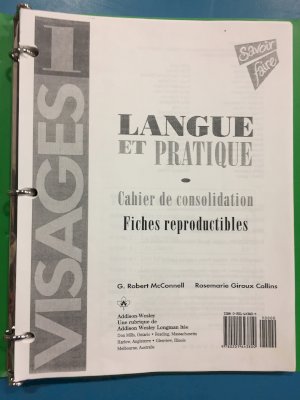 VISAGES 1
Savoir
faire
LANGUE
ET PRATIQUE
Cahier de consolidation
Fiches reproductibles
G. Robert McConnell Rosemarie Giroux Collins
Addison-Wesley
Une rubrique de
Addison Wesley Longman ltée
Don Mills, Ontario • Reading, Massachusetts
Harlow, Angleterre • Glenview, Illinois
Melbourne, Australie